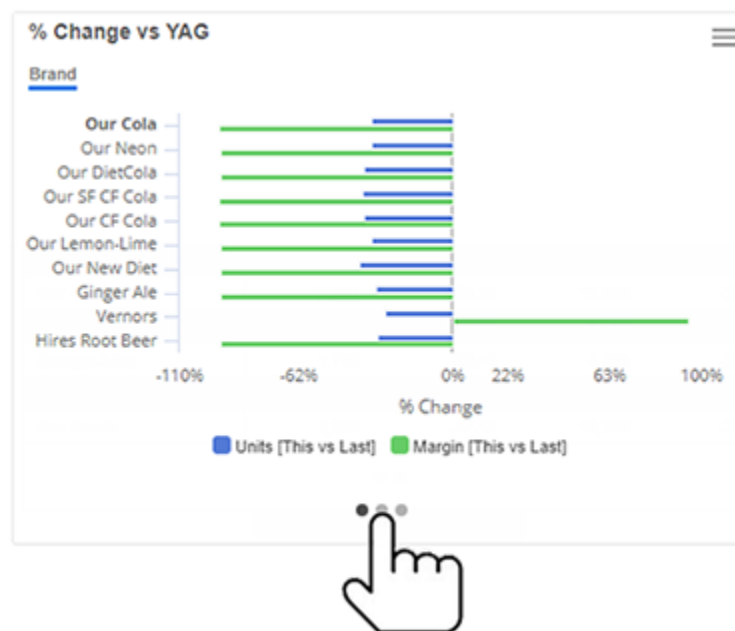 % Change vs YAG
Brand
Our Cola
Our Neon
Our DietCola
Our SF CF Cola
Our CF Cola
Our Lemon-Lime
Our New Diet
Ginger Ale
Vernors
Hires Root Beer
-110% -62% 0% 22% 63% 100%
% Change
Units [This vs Last] Margin [This vs Last]